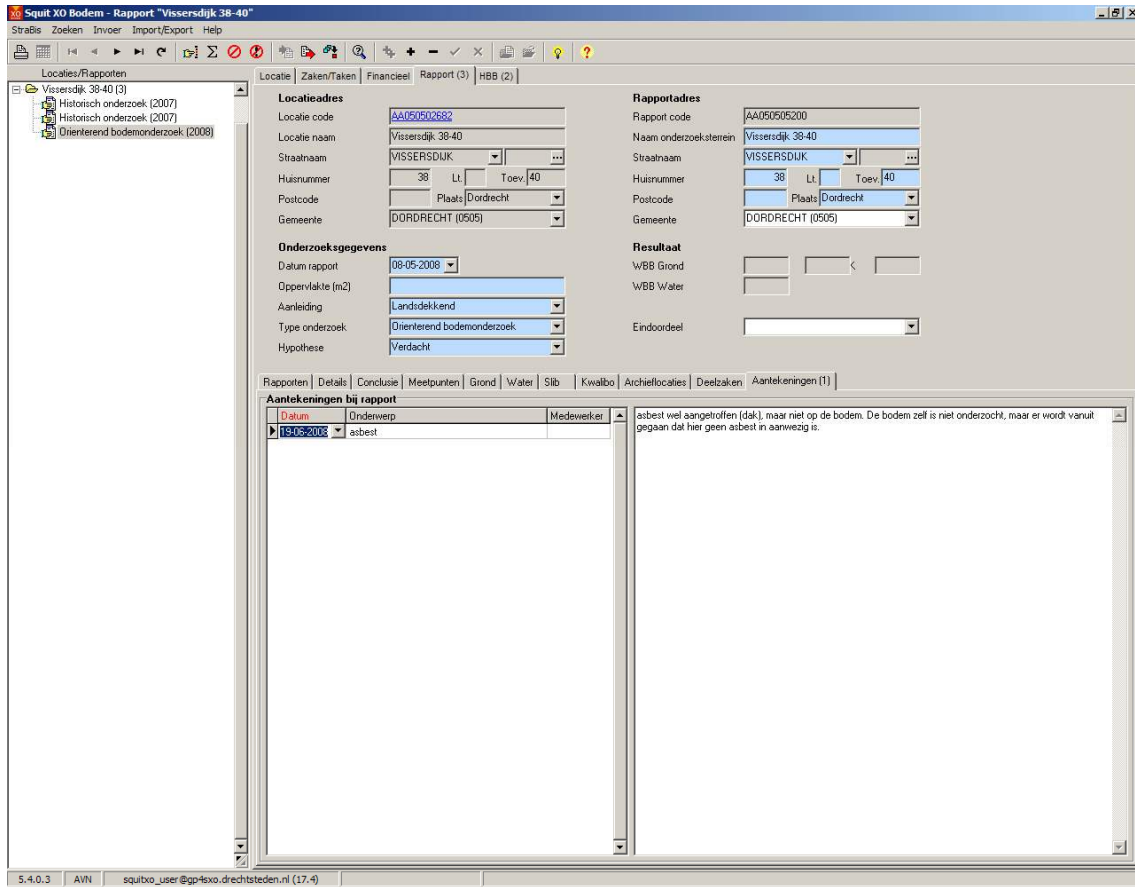 Squit XO Bodem - Rapport "Vissersdijk 38-40"
StraBis Zoeken Invoer Import/Export Help
Locaties/Rapporten
Vissersdijk 38-40 (3)
Historisch onderzoek (2007)
Historisch onderzoek (2007)
Orienterend bodemonderzoek (2008)
Locatie Zaken/Taken Financieel Rapport (3) HBB (2)
Locatieadres
Locatie code AA050502682
Locatie naam Vissersdijk 38-40
Straatnaam VISSERSDIJK ...
Huisnummer 38 Lt. Toev. 40
Postcode Plaats Dordrecht
Gemeente DORDRECHT (0505)
Rapportadres
Rapport code AA050505200
Naam onderzoeksterrein Vissersdijk 38-40
Straatnaam VISSERSDIJK ...
Huisnummer 38 Lt. Toev. 40
Postcode Plaats Dordrecht
Gemeente DORDRECHT (0505)
Onderzoeksgegevens
Datum rapport 08-05-2008
Oppervlakte (m2)
Aanleiding Landsdekkend
Type onderzoek Orienterend bodemonderzoek
Hypothese Verdacht
Resultaat
WBB Grond <
WBB Water
Eindoordeel
Rapporten Details Conclusie Meetpunten Grond Water Slib Kwalibo Archieflocaties Deelzaken Aantekeningen (1)
Aantekeningen bij rapport
Datum Onderwerp Medewerker
19-06-2008 asbest
asbest wel aangetroffen (dak), maar niet op de bodem. De bodem zelf is niet onderzocht, maar er wordt vanuit
gegaan dat hier geen asbest in aanwezig is.
5.4.0.3 AVN squitxo_user@gp4sxo.drechtsteden.nl (17.4)